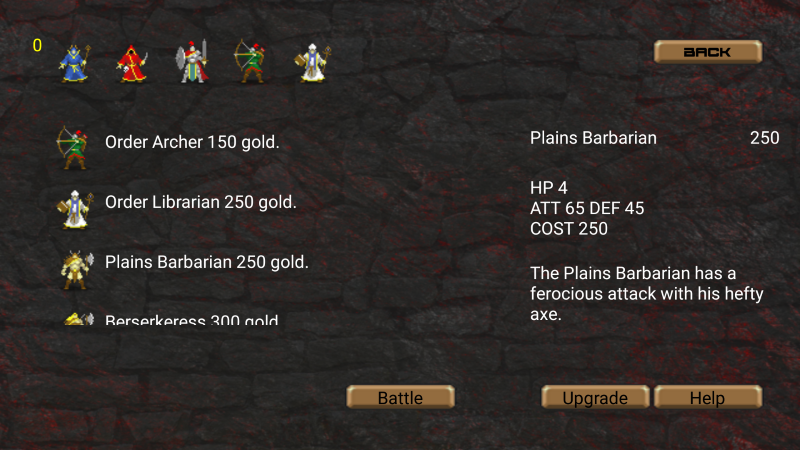 0
BACK
Order Archer 150 gold.
Order Librarian 250 gold.
Plains Barbarian 250 gold.
Berserkeress 300 gold
Plains Barbarian 250
HP 4
ATT 65 DEF 45
COST 250
The Plains Barbarian has a
ferocious attack with his hefty
axe.
Battle
Upgrade
Help